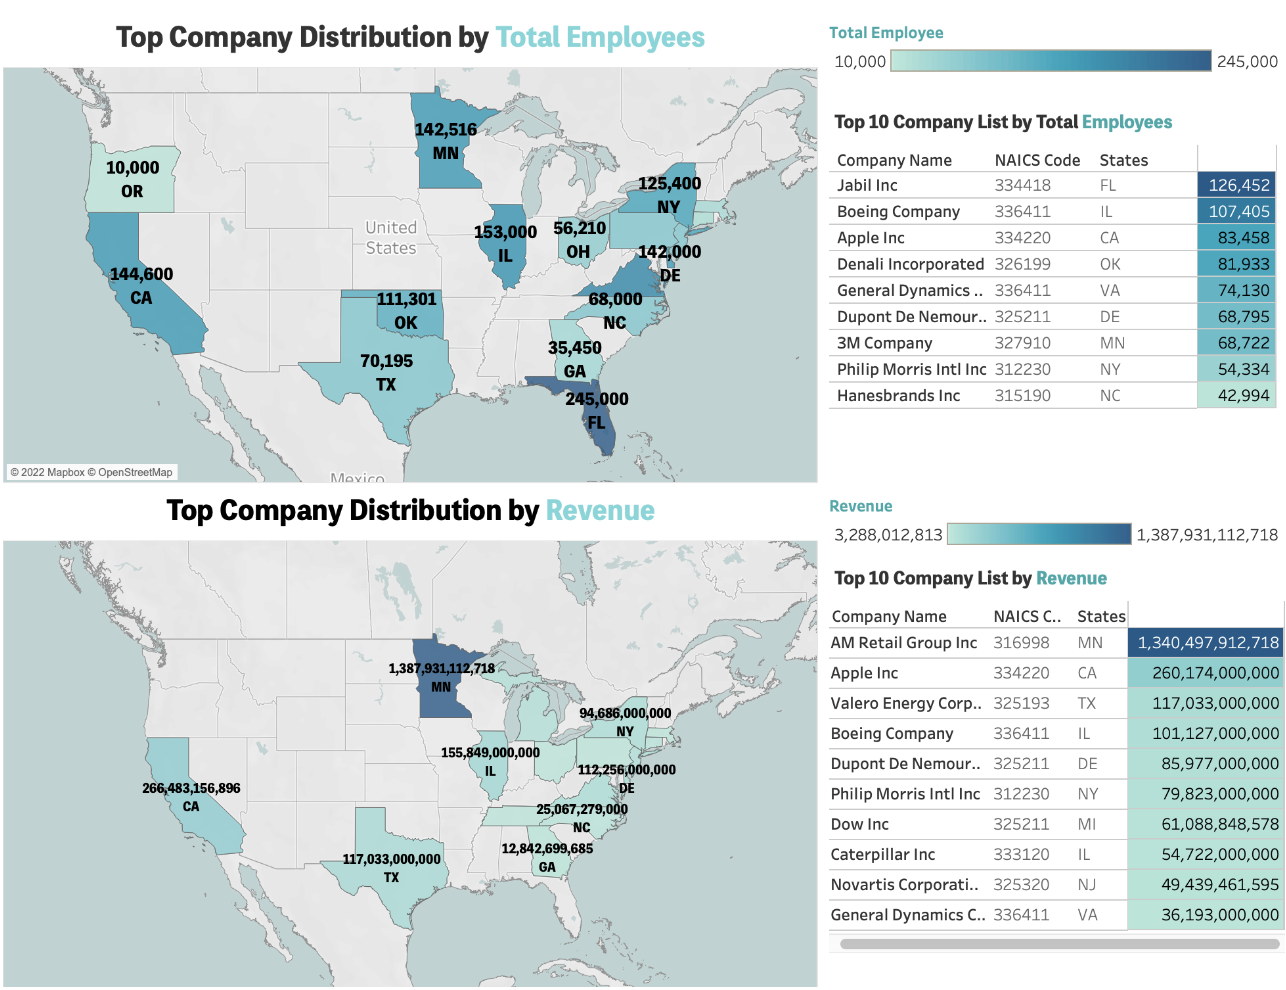 Top Company Distribution by Total Employees
Total Employee
10,000
245,000
142,516
MN
10,000
OR
125,400
NY
United
States
153,000
IL
56,210
OH
142,000
DE
144,600
CA
111,301
OK
68,000
NC
35,450
GA
70,195
TX
245,000
FL
© 2022 Mapbox © OpenStreetMap
Mexico
Top 10 Company List by Total Employees
Company Name NAICS Code States
Jabil Inc 334418 FL 126,452
Boeing Company 336411 IL 107,405
Apple Inc 334220 CA 83,458
Denali Incorporated 326199 OK 81,933
General Dynamics .. 336411 VA 74,130
Dupont De Nemour.. 325211 DE 68,795
3M Company 327910 MN 68,722
Philip Morris Intl Inc 312230 NY 54,334
Hanesbrands Inc 315190 NC 42,994
Top Company Distribution by Revenue
Revenue
3,288,012,813
1,387,931,112,718
1,387,931,112,718
MN
94,686,000,000
NY
155,849,000,000
IL
112,256,000,000
DE
266,483,156,896
CA
25,067,279,000
NC
12,842,699,685
GA
117,033,000,000
TX
Top 10 Company List by Revenue
Company Name NAICS C.. States
AM Retail Group Inc 316998 MN 1,340,497,912,718
Apple Inc 334220 CA 260,174,000,000
Valero Energy Corp.. 325193 TX 117,033,000,000
Boeing Company 336411 IL 101,127,000,000
Dupont De Nemour.. 325211 DE 85,977,000,000
Philip Morris Intl Inc 312230 NY 79,823,000,000
Dow Inc 325211 MI 61,088,848,578
Caterpillar Inc 333120 IL 54,722,000,000
Novartis Corporati.. 325320 NJ 49,439,461,595
General Dynamics C.. 336411 VA 36,193,000,000